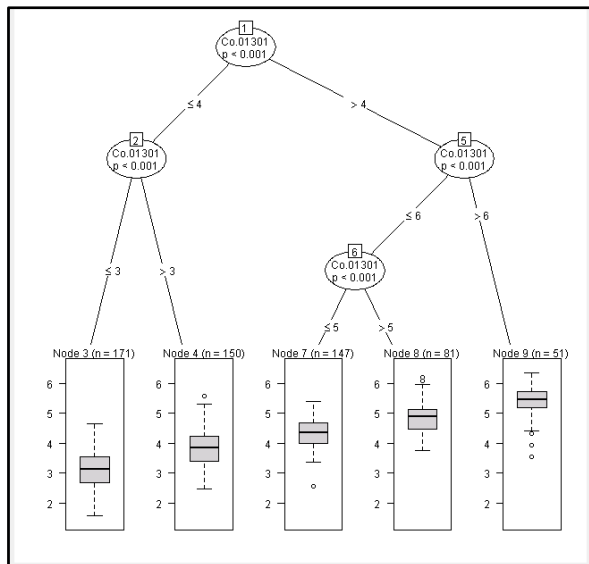 1
Co.01301
p < 0.001
≤ 4
> 4
2
Co.01301
p < 0.001
5
Co.01301
p < 0.001
≤ 6
> 6
6
Co.01301
p < 0.001
≤ 3
> 3
≤ 5
> 5
Node 3 (n = 171)
Node 4 (n = 150)
Node 7 (n = 147)
Node 8 (n = 81)
Node 9 (n = 51)
6
5
4
3
2
6
5
4
3
2
6
5
4
3
2
6
5
4
3
2
6
5
4
3
2